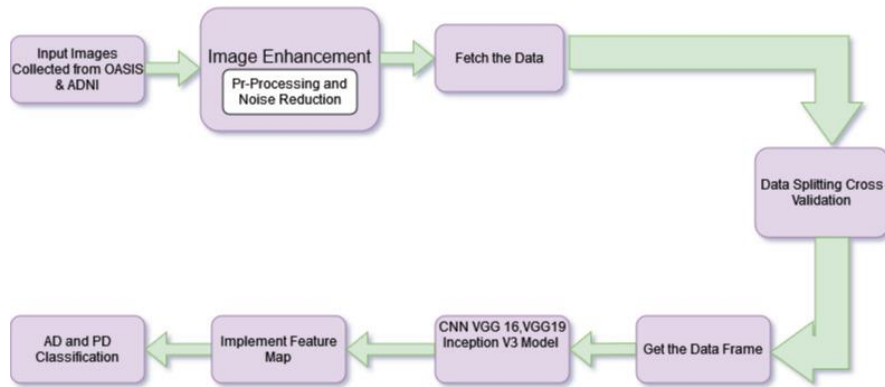 Input Images
Collected from OASIS
& ADNI
Image Enhancement
Pr-Processing and
Noise Reduction
Fetch the Data
Data Splitting Cross
Validation
Get the Data Frame
CNN VGG 16,VGG19
Inception V3 Model
Implement Feature
Map
AD and PD
Classification